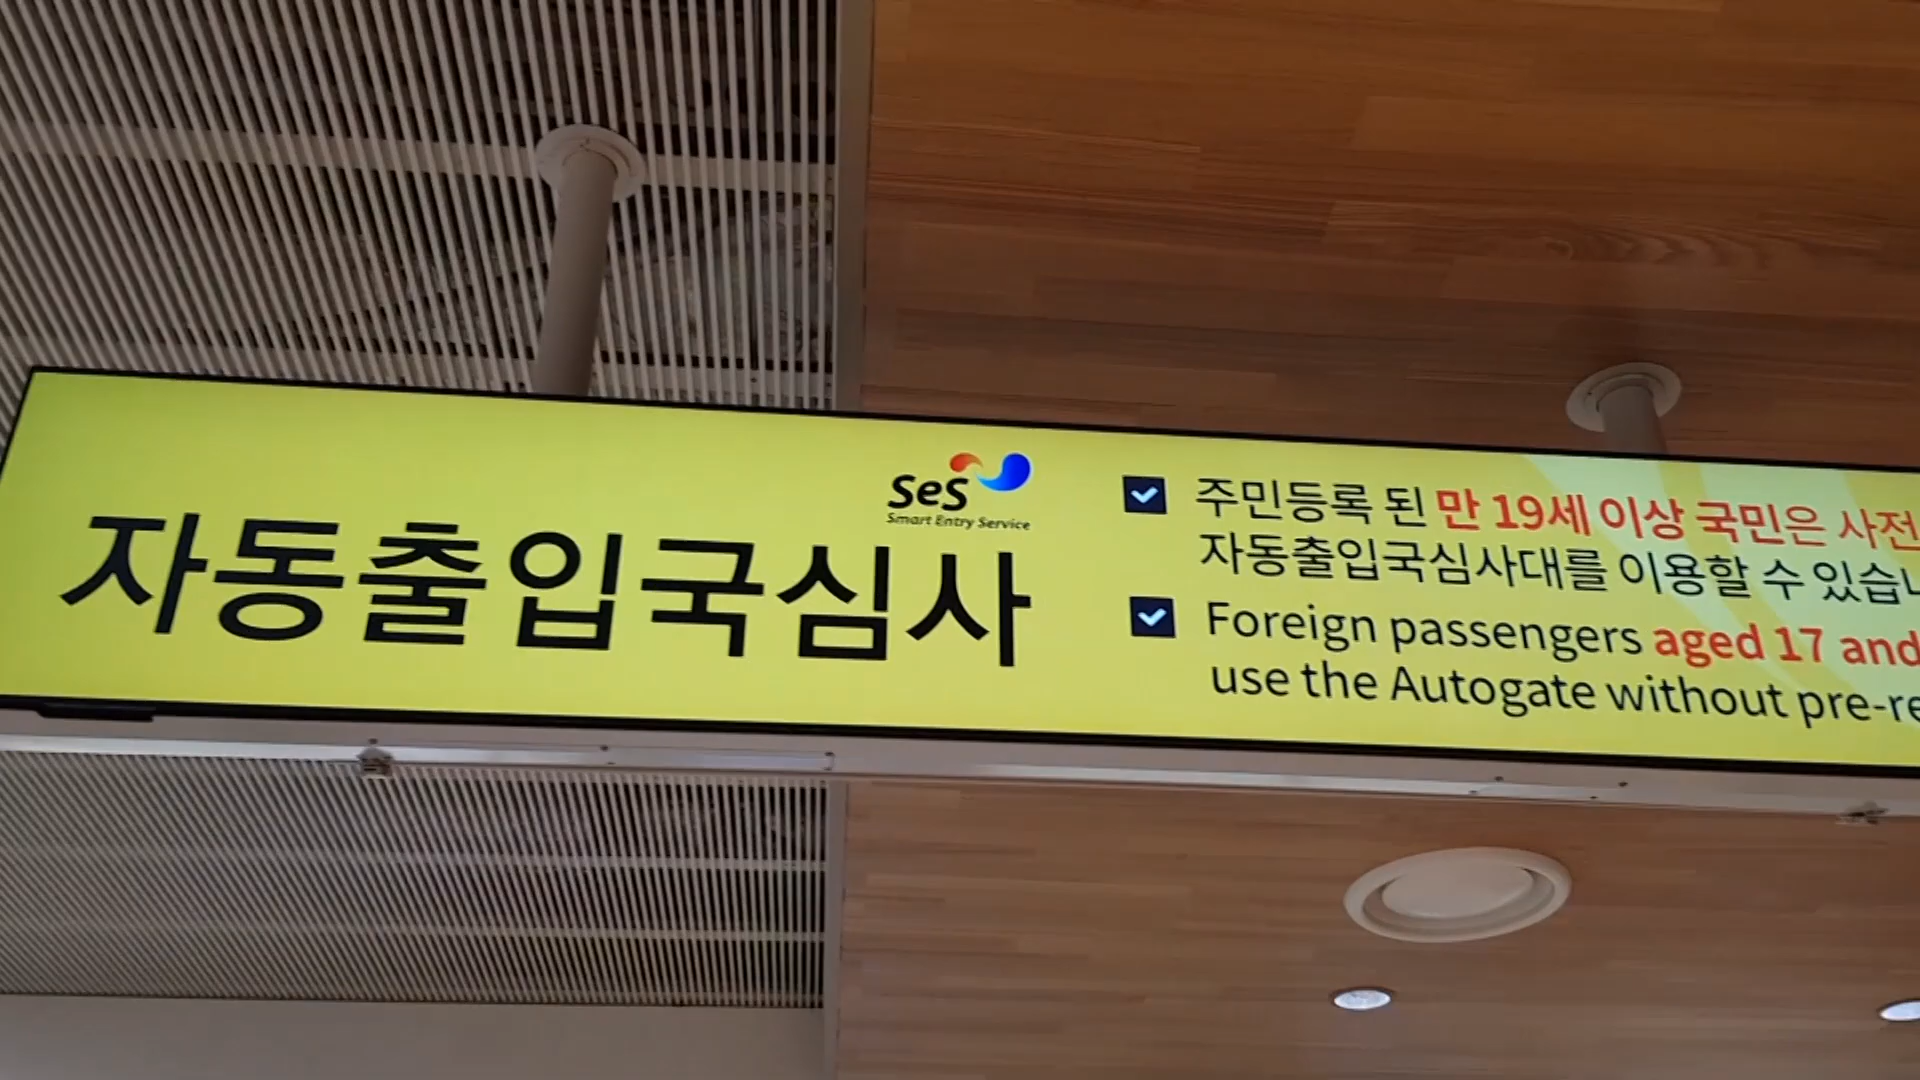 SeS
Smart Entry Service
자동출입국심사
주민등록 된 만 19세 이상 국민은 사전
자동출입국심사대를 이용할 수 있습
Foreign passengers aged 17 and
use the Autogate without pre-re